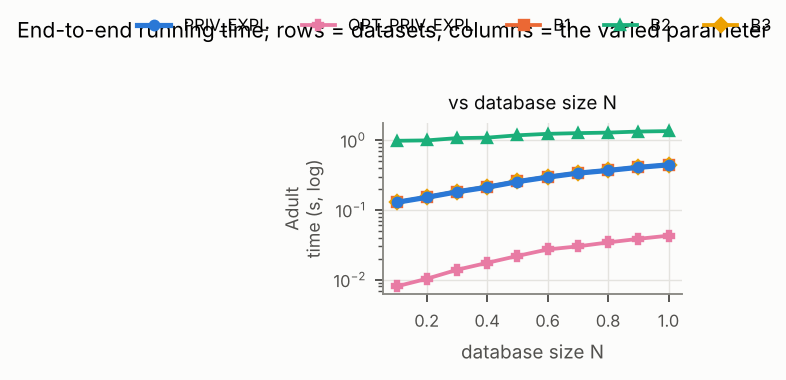 End-to-end running time; rows = datasets, columns = the varied parameter
PRIV_EXPL OPT_PRIV_EXPL B1 B2 B3
vs database size N
10⁰
10⁻¹
10⁻²
Adult
time (s, log)
0.2 0.4 0.6 0.8 1.0
database size N